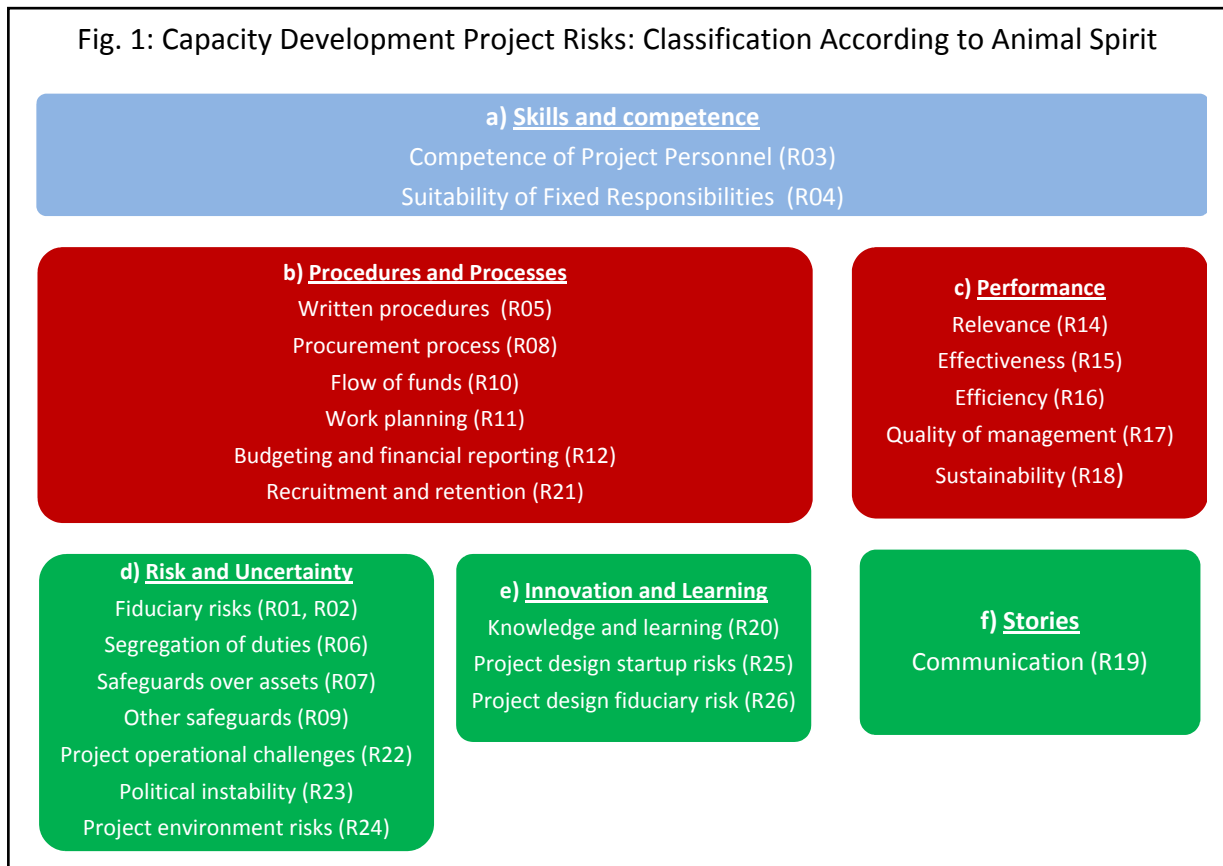 Fig. 1: Capacity Development Project Risks: Classification According to Animal Spirit
a) Skills and competence
Competence of Project Personnel (R03)
Suitability of Fixed Responsibilities (R04)
b) Procedures and Processes
Written procedures (R05)
Procurement process (R08)
Flow of funds (R10)
Work planning (R11)
Budgeting and financial reporting (R12)
Recruitment and retention (R21)
c) Performance
Relevance (R14)
Effectiveness (R15)
Efficiency (R16)
Quality of management (R17)
Sustainability (R18)
d) Risk and Uncertainty
Fiduciary risks (R01, R02)
Segregation of duties (R06)
Safeguards over assets (R07)
Other safeguards (R09)
Project operational challenges (R22)
Political instability (R23)
Project environment risks (R24)
e) Innovation and Learning
Knowledge and learning (R20)
Project design startup risks (R25)
Project design fiduciary risk (R26)
f) Stories
Communication (R19)